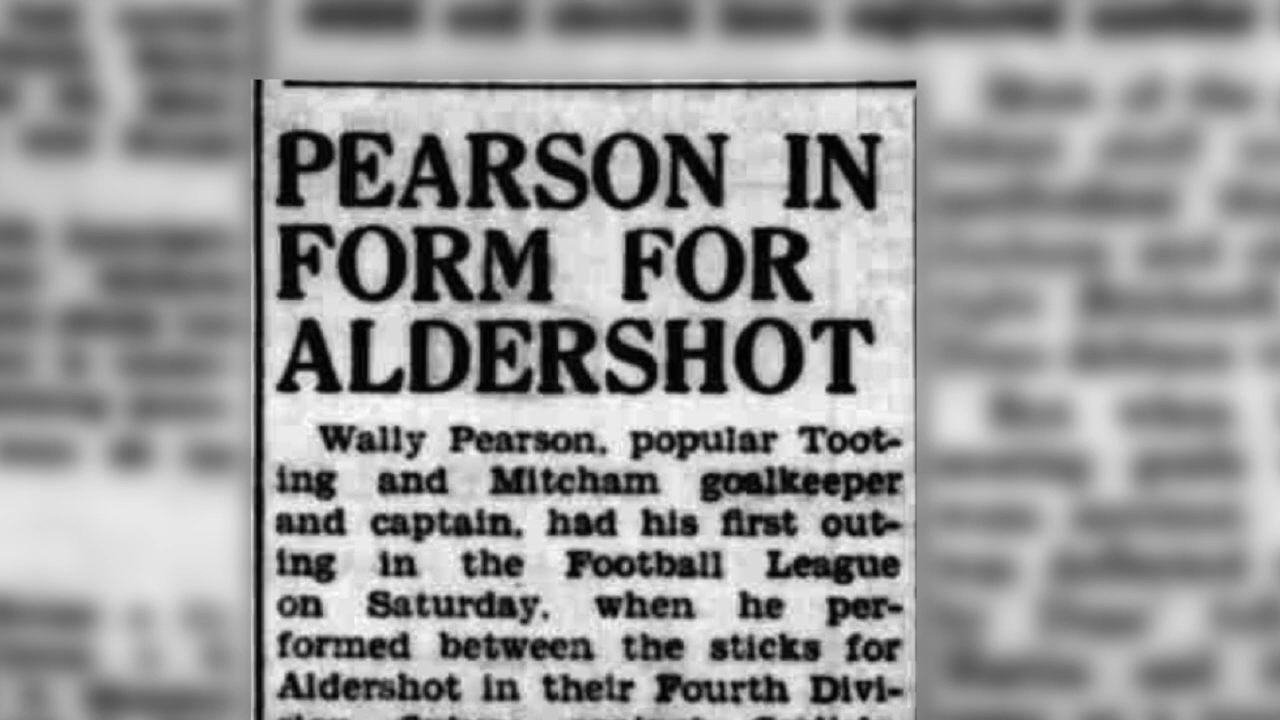 PEARSON IN
FORM FOR
ALDERSHOT
Wally Pearson, popular Toot-
ing and Mitcham goalkeeper
and captain, had his first out-
ing in the Football League
on Saturday, when he per-
formed between the sticks for
Aldershot in their Fourth Divi-